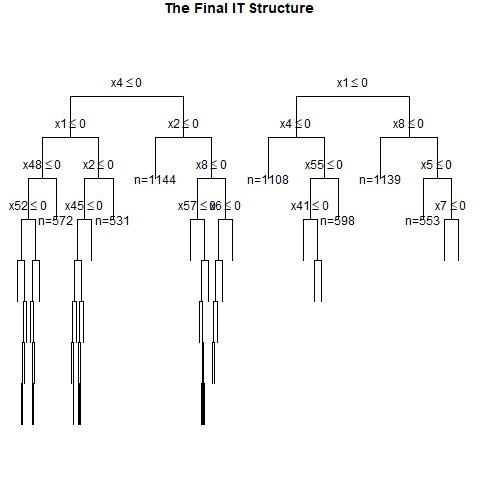 The Final IT Structure
x4 ≤ 0 x1 ≤ 0
x1 ≤ 0 x2 ≤ 0 x4 ≤ 0 x8 ≤ 0
x48 ≤ 0 x2 ≤ 0 n=1144 x8 ≤ 0 n=1108 x55 ≤ 0 n=1139 x5 ≤ 0
x52 ≤ 0 n=572 x45 ≤ 0 n=531 x57 ≤ 0 x6 ≤ 0 x41 ≤ 0 n=598 n=553 x7 ≤ 0